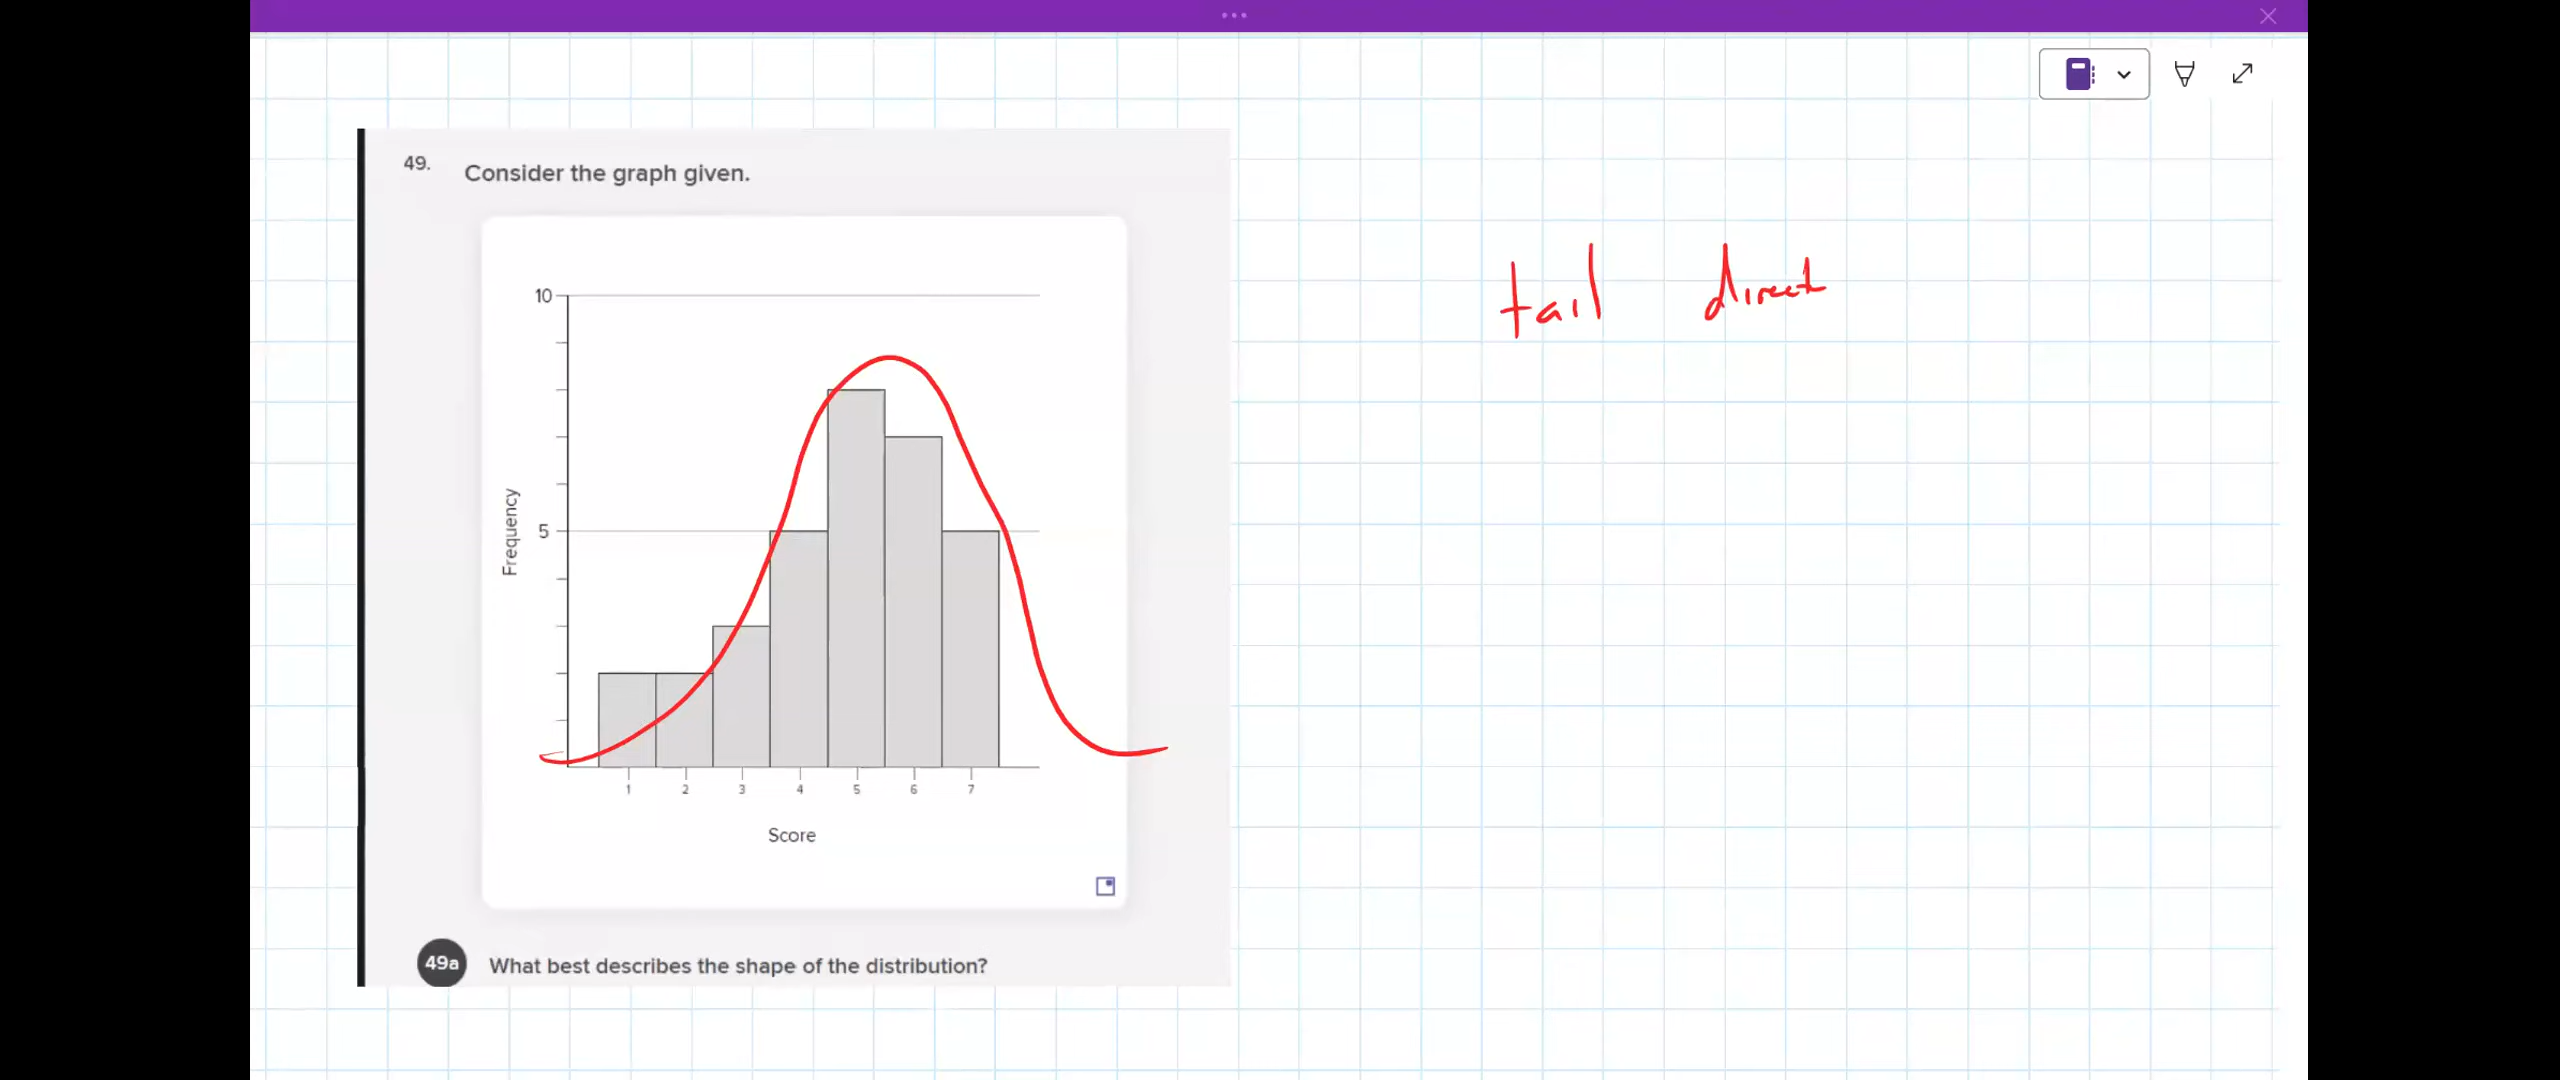 49. Consider the graph given.
tail direct
10
5
Frequency
1 2 3 4 5 6 7
Score
49a What best describes the shape of the distribution?